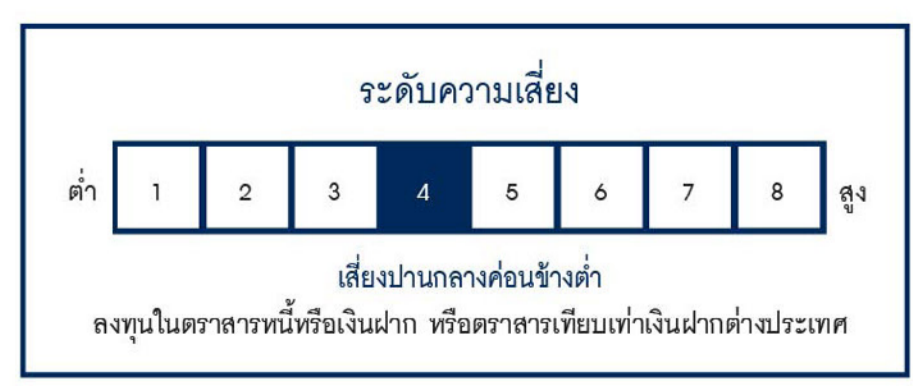 ระดับความเสี่ยง
ต่ำ 1 2 3 4 5 6 7 8 สูง
เสี่ยงปานกลางค่อนข้างต่ำ
ลงทุนในตราสารหนี้หรือเงินฝาก หรือตราสารเทียบเท่าเงินฝากต่างประเทศ